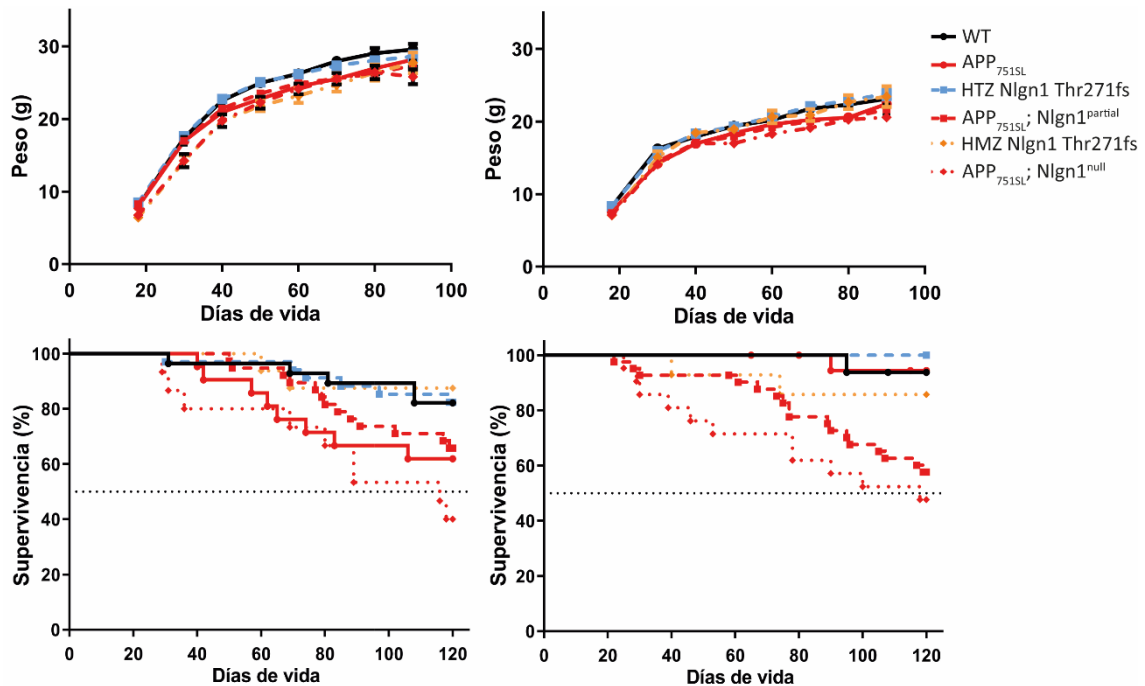 Peso (g)
30
20
10
0
0 20 40 60 80 100
Días de vida
Peso (g)
30
20
10
0
0 20 40 60 80 100
Días de vida
WT
APP751SL
HTZ Nlgn1 Thr271fs
APP751SL; Nlgn1partial
HMZ Nlgn1 Thr271fs
APP751SL; Nlgn1null
Supervivencia (%)
100
80
60
40
20
0
0 20 40 60 80 100 120
Días de vida
Supervivencia (%)
100
80
60
40
20
0
0 20 40 60 80 100 120
Días de vida